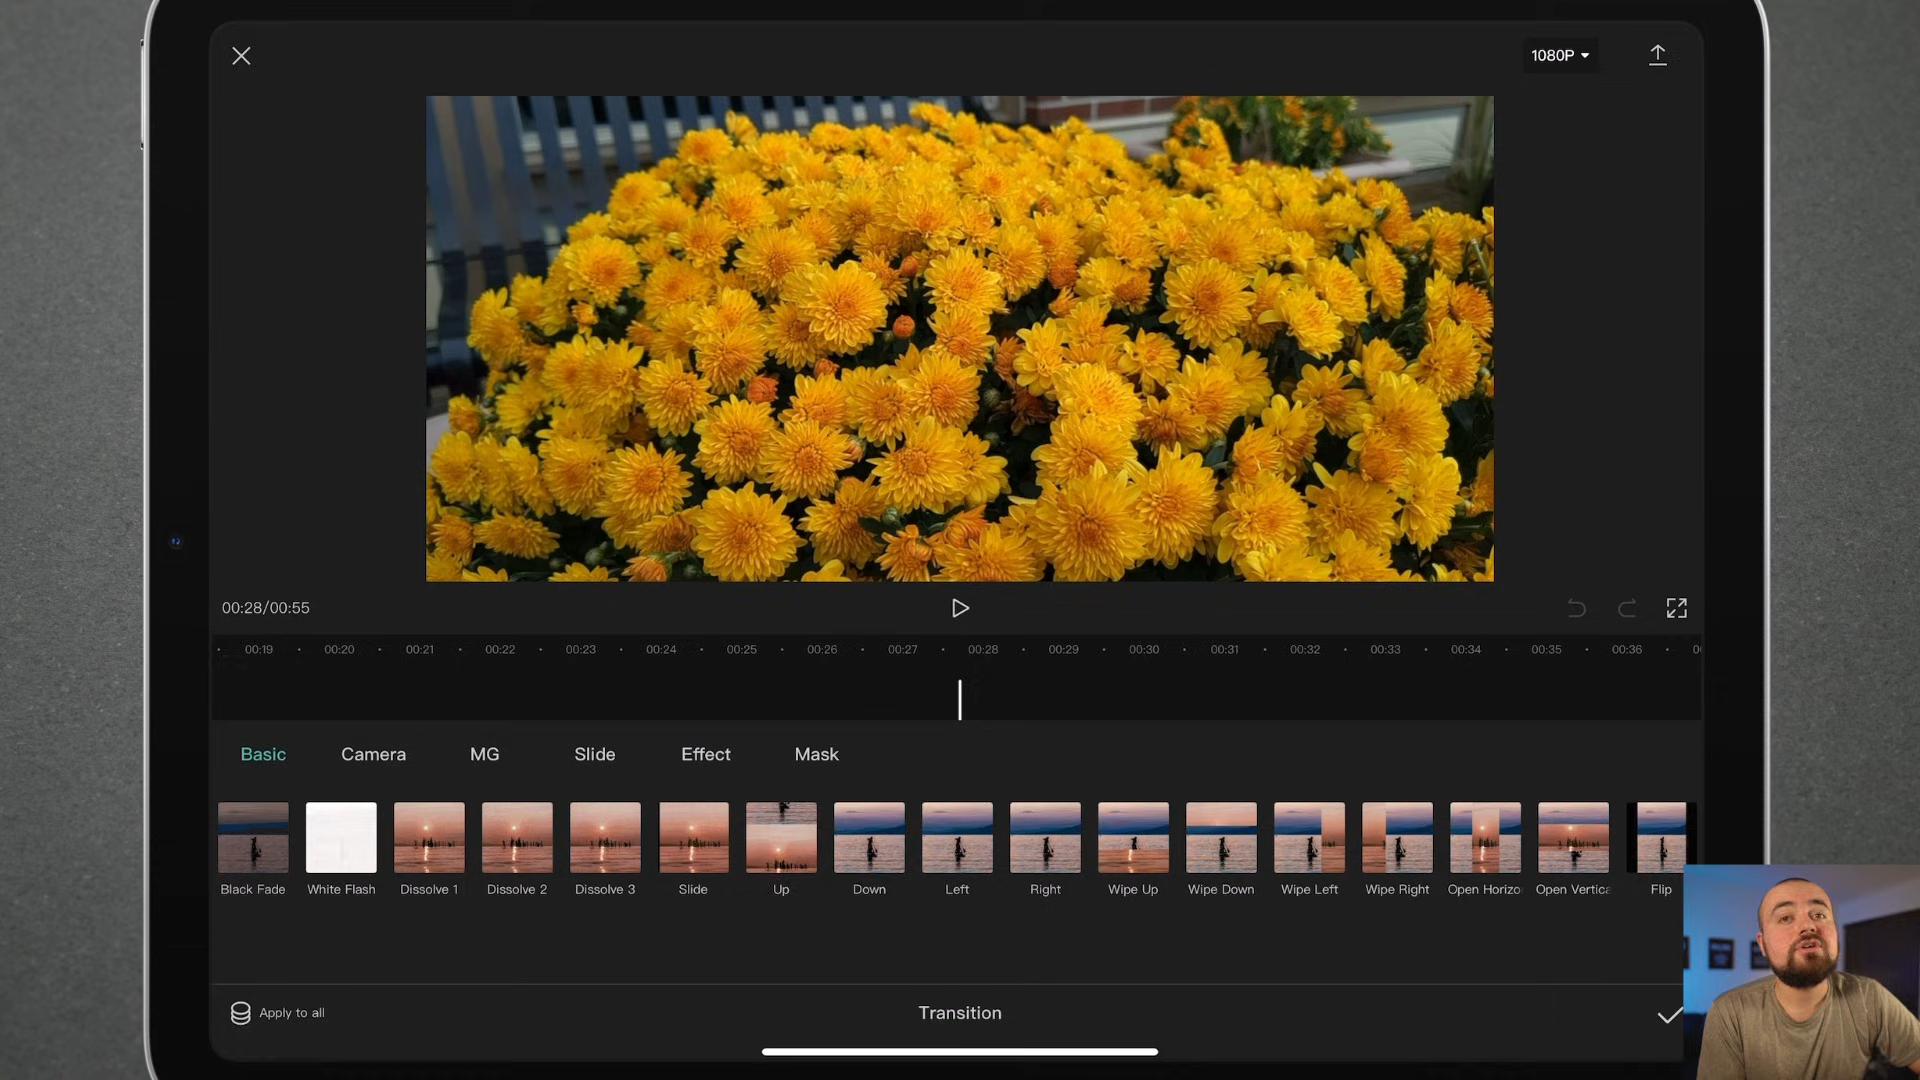 1080P
00:28/00:55
00:19 00:20 00:21 00:22 00:23 00:24 00:25 00:26 00:27 00:28 00:29 00:30 00:31 00:32 00:33 00:34 00:35 00:36 0
Basic Camera MG Slide Effect Mask
Black Fade White Flash Dissolve 1 Dissolve 2 Dissolve 3 Slide Up Down Left Right Wipe Up Wipe Down Wipe Left Wipe Right Open Horizo Open Vertica Flip
Apply to all
Transition